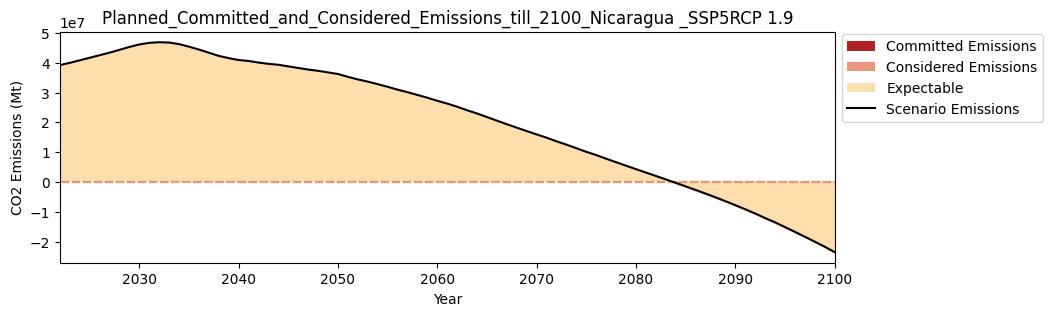 Planned_Committed_and_Considered_Emissions_till_2100_Nicaragua _SSP5RCP 1.9
1e7
5
4
3
2
1
0
−1
−2
CO2 Emissions (Mt)
2030 2040 2050 2060 2070 2080 2090 2100
Year
Committed Emissions
Considered Emissions
Expectable
Scenario Emissions